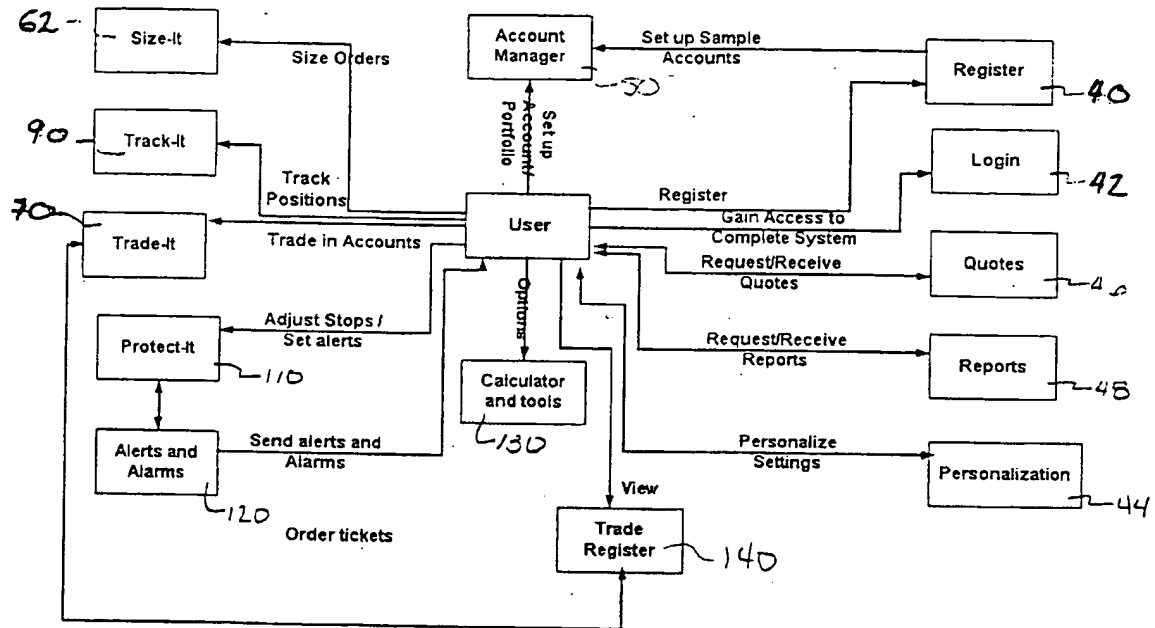 62
Size-It
Size Orders
Account
Manager
Set up Sample
Accounts
Register
40
90
Track-It
Track
Positions
Set up
Account/
Portfolio
Login
42
70
Trade-It
Trade in Accounts
User
Register
Gain Access to
Complete System
Request/Receive
Quotes
Quotes
Adjust Stops /
Set alerts
Protect-It
110
Options
Calculator
and tools
130
Request/Receive
Reports
Reports
48
Alerts and
Alarms
120
Send alerts and
Alarms
Personalize
Settings
Personalization
44
View
Order tickets
Trade
Register
140